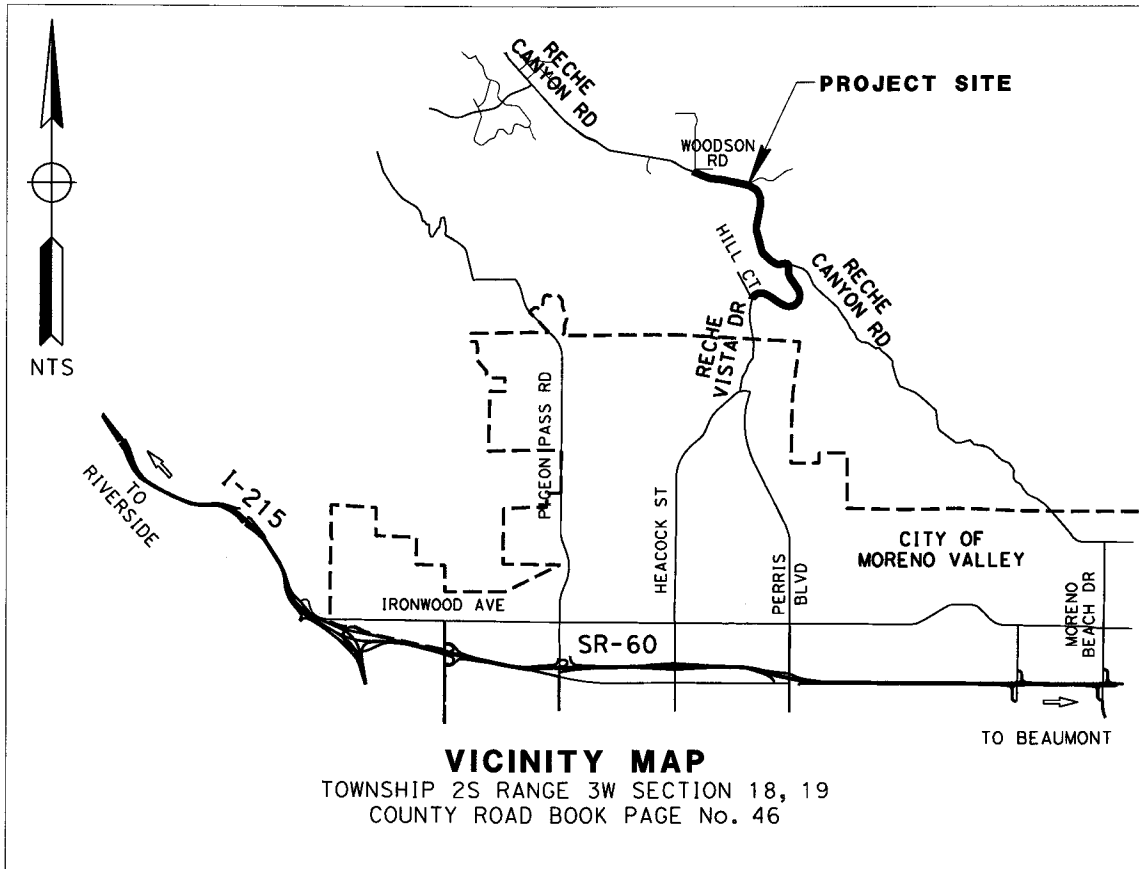 RECHE
CANYON RD
PROJECT SITE
WOODSON
RD
NTS
HILL CT
RECHE
CANYON RD
RECHE
VISTA DR
PIGEON PASS RD
I-215
TO
RIVERSIDE
HEACOCK ST
PERRIS
BLVD
CITY OF
MORENO VALLEY
MORENO
BEACH DR
IRONWOOD AVE
SR-60
TO BEAUMONT
VICINITY MAP
TOWNSHIP 2S RANGE 3W SECTION 18, 19
COUNTY ROAD BOOK PAGE No. 46